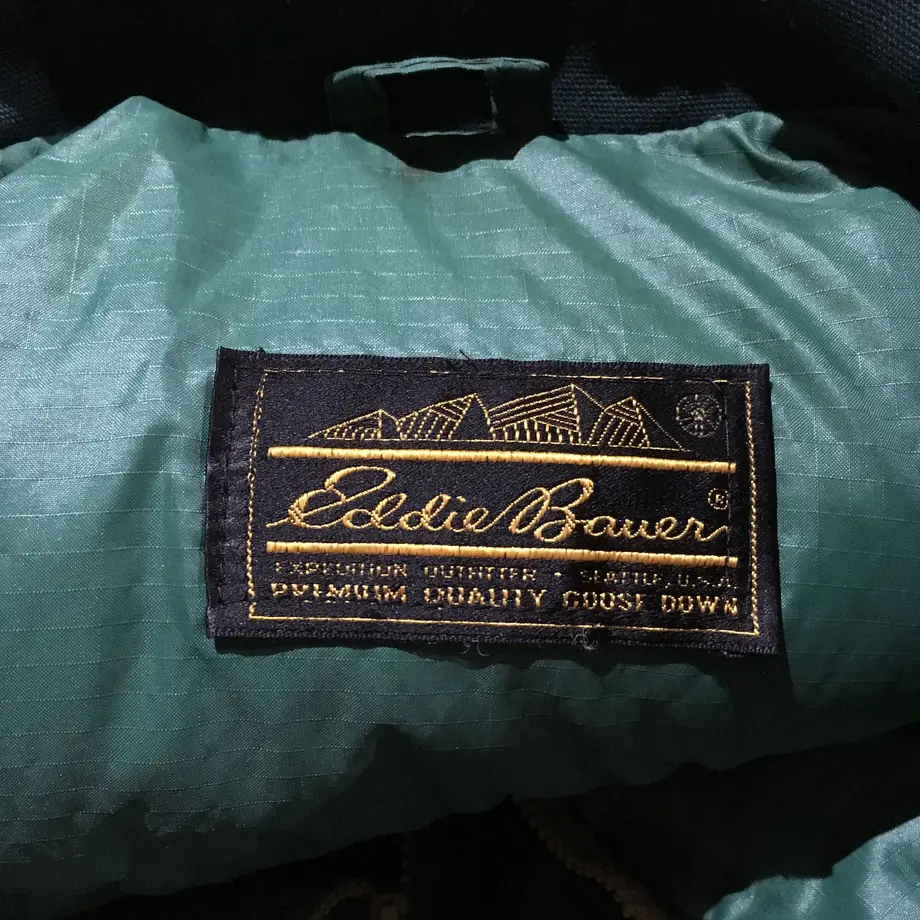 Eddie Bauer ®
EXPEDITION OUTFITTER • SEATTLE, U.S.A.
PREMIUM QUALITY GOOSE DOWN